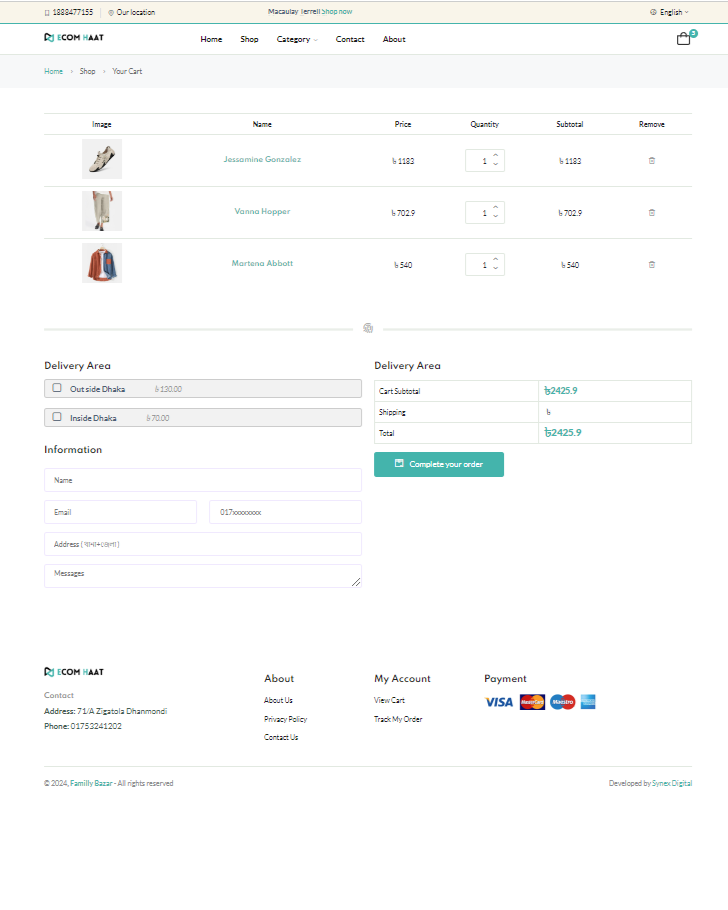 1888477155 Our location Macaulay Terrell Shop now English
ECOM HAAT Home Shop Category Contact About 3
Home > Shop > Your Cart
Image Name Price Quantity Subtotal Remove
Jessamine Gonzalez ৳ 1183 1 ৳ 1183
Vanna Hopper ৳ 702.9 1 ৳ 702.9
Martena Abbott ৳ 540 1 ৳ 540
Delivery Area
Out side Dhaka ৳ 130.00
Inside Dhaka ৳ 70.00
Information
Name
Email 017xxxxxxxx
Address (থানা+জেলা)
Messages
Delivery Area
Cart Subtotal ৳2425.9
Shipping ৳
Total ৳2425.9
Complete your order
ECOM HAAT
Contact
Address: 71/A Zigatola Dhanmondi
Phone: 01753241202
About
About Us
Privacy Policy
Contact Us
My Account
View Cart
Track My Order
Payment
VISA MasterCard Maestro
© 2024, Familly Bazar - All rights reserved
Developed by Synex Digital